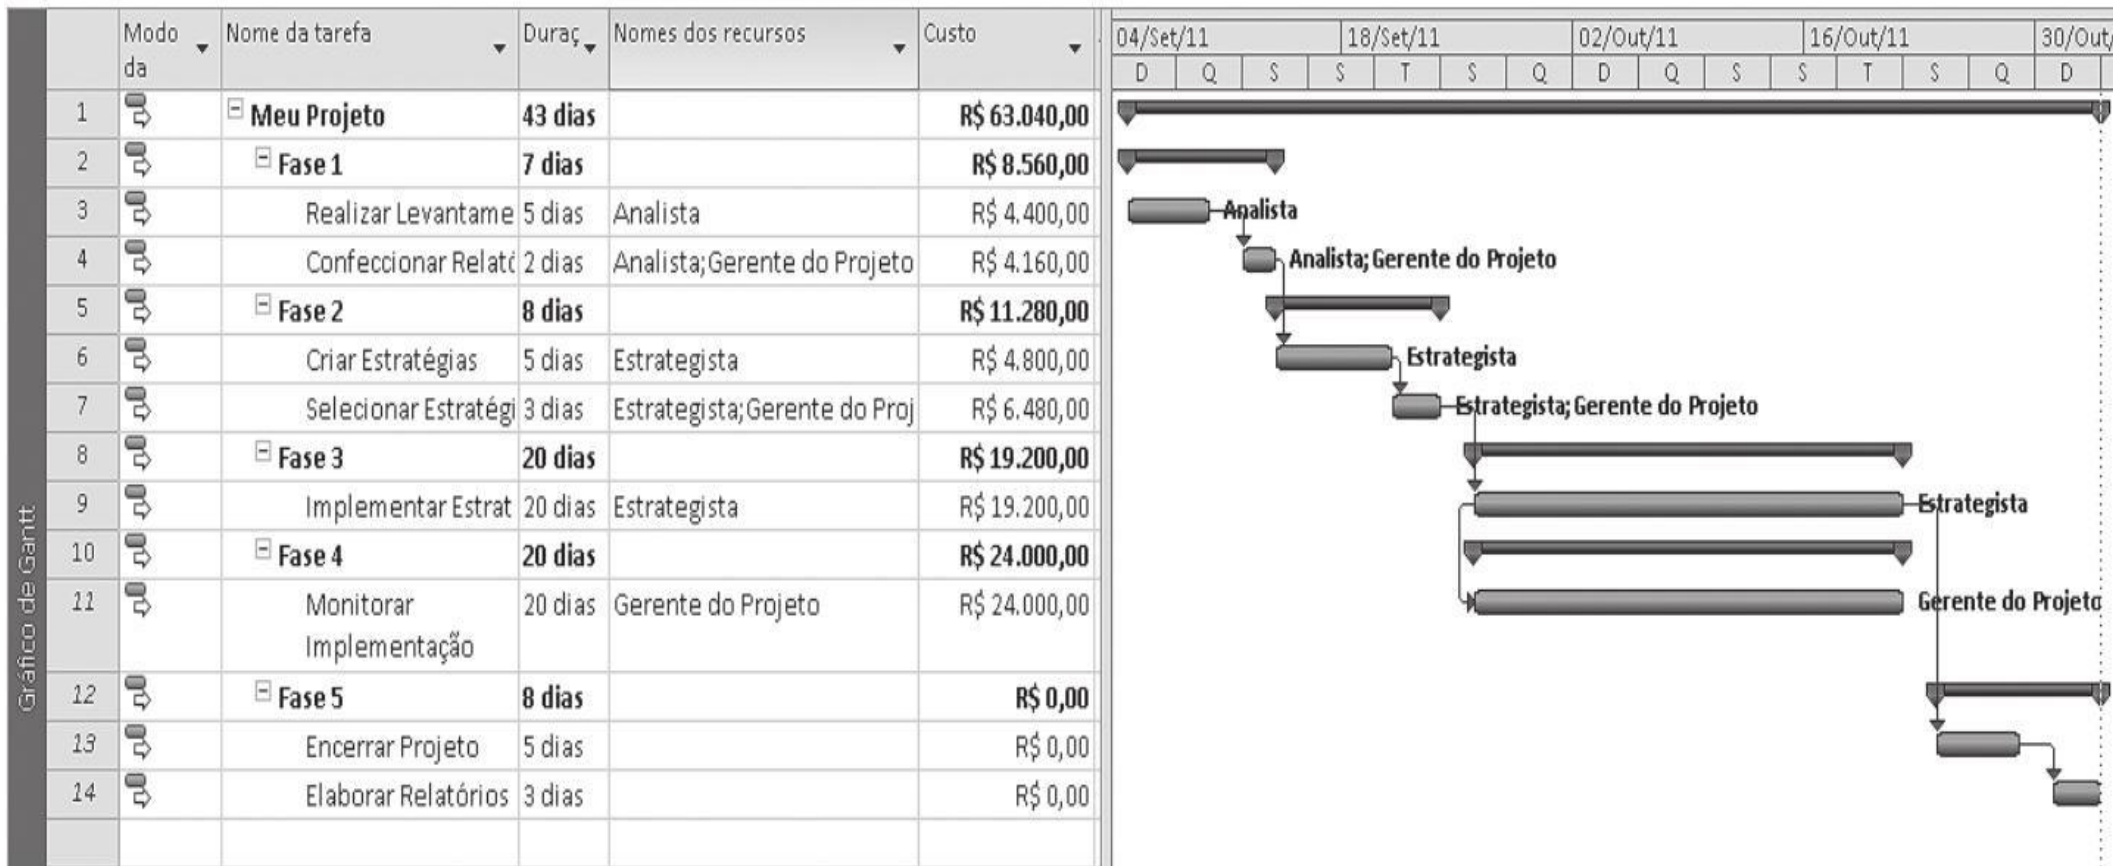 Modo da Nome da tarefa Duraç Nomes dos recursos Custo 04/Set/11 18/Set/11 02/Out/11 16/Out/11 30/Out/
D Q S S T S Q D Q S S T S Q D
1 Meu Projeto 43 dias R$ 63.040,00
2 Fase 1 7 dias R$ 8.560,00
3 Realizar Levantame 5 dias Analista R$ 4.400,00 Analista
4 Confeccionar Relató 2 dias Analista;Gerente do Projeto R$ 4.160,00 Analista;Gerente do Projeto
5 Fase 2 8 dias R$ 11.280,00
6 Criar Estratégias 5 dias Estrategista R$ 4.800,00 Estrategista
7 Selecionar Estratégi 3 dias Estrategista;Gerente do Proj R$ 6.480,00 Estrategista;Gerente do Projeto
8 Fase 3 20 dias R$ 19.200,00
9 Implementar Estrat 20 dias Estrategista R$ 19.200,00 Estrategista
10 Fase 4 20 dias R$ 24.000,00
11 Monitorar 20 dias Gerente do Projeto R$ 24.000,00 Gerente do Projeto
Implementação
12 Fase 5 8 dias R$ 0,00
13 Encerrar Projeto 5 dias R$ 0,00
14 Elaborar Relatórios 3 dias R$ 0,00
Gráfico de Gantt